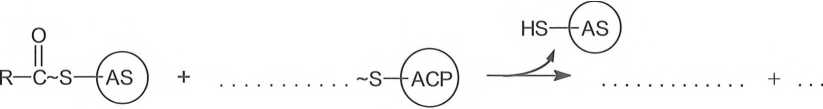 O
HS—AS
R—C~S—AS + ........... ~S—ACP ............. + ...